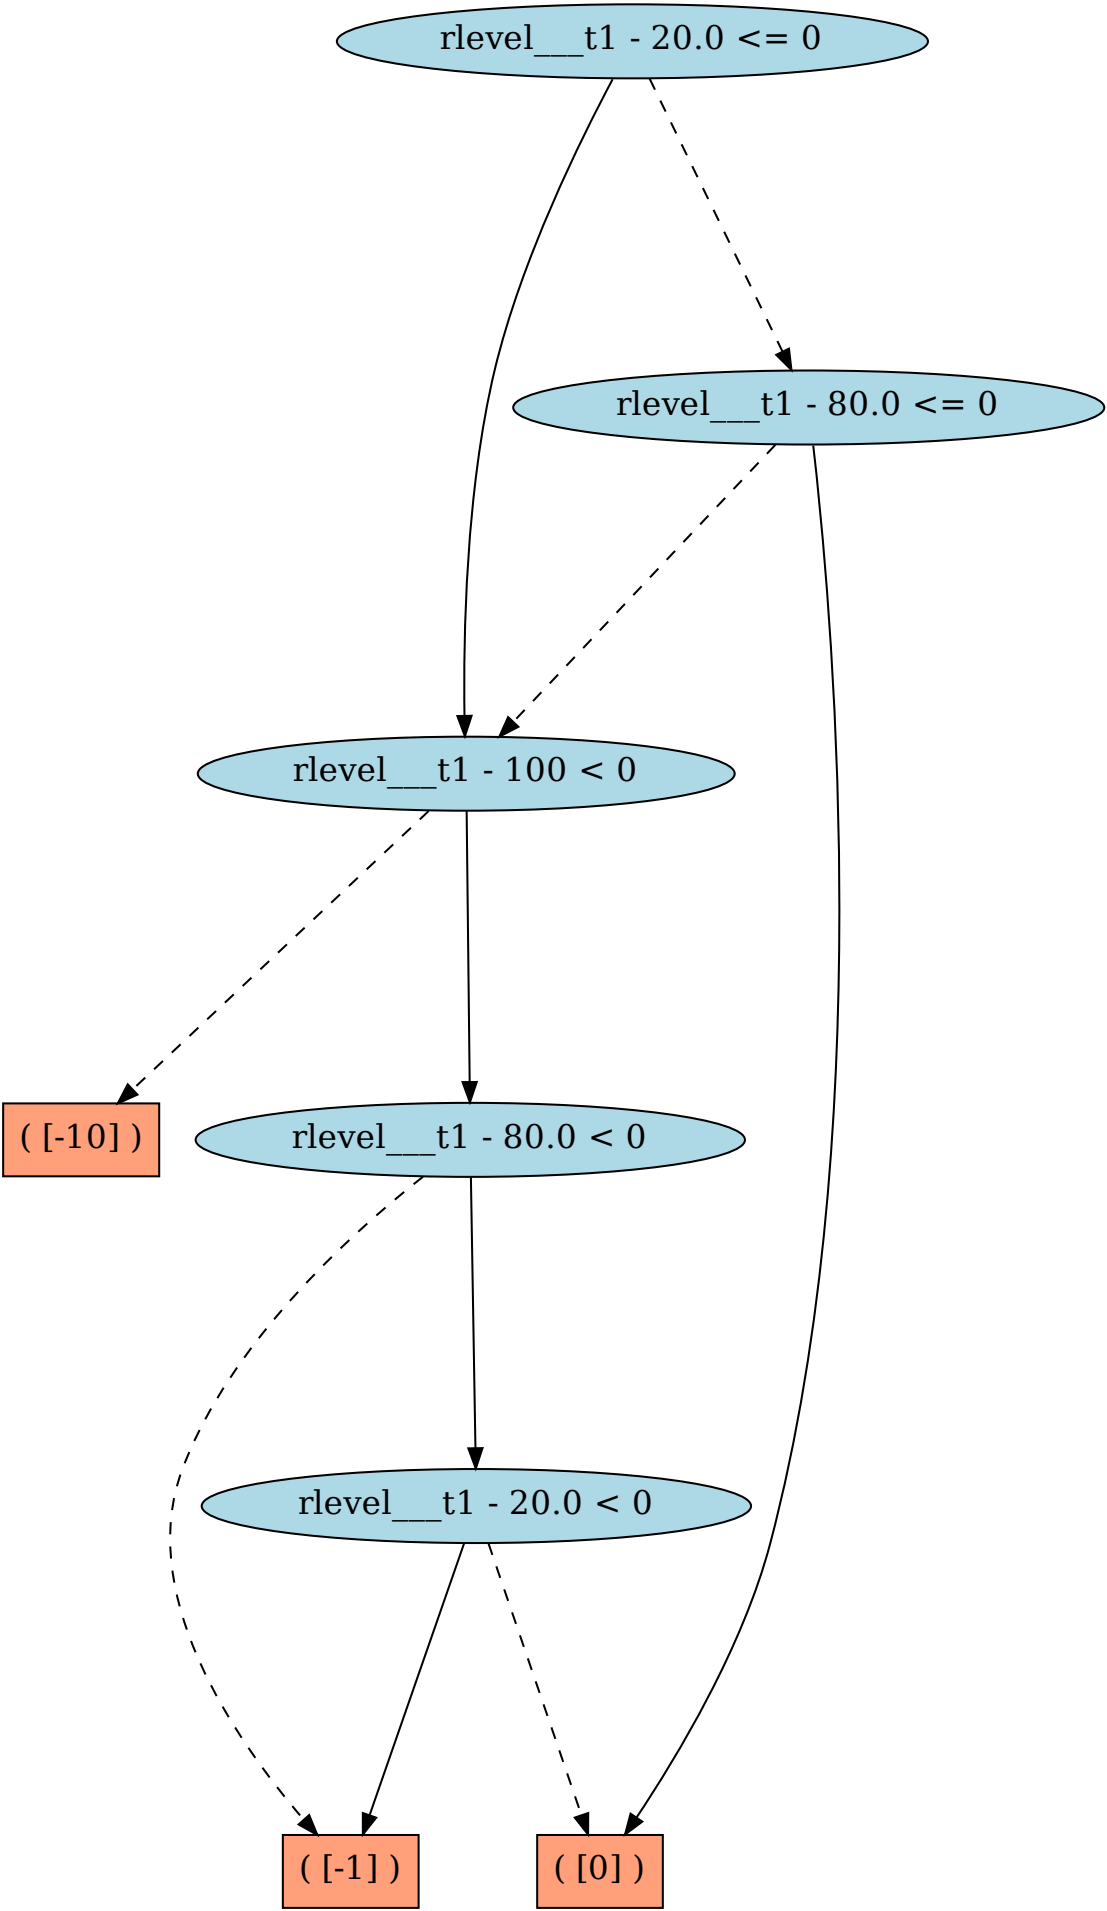 rlevel___t1 - 20.0 <= 0
rlevel___t1 - 80.0 <= 0
rlevel___t1 - 100 < 0
( [-10] )
rlevel___t1 - 80.0 < 0
rlevel___t1 - 20.0 < 0
( [-1] )
( [0] )